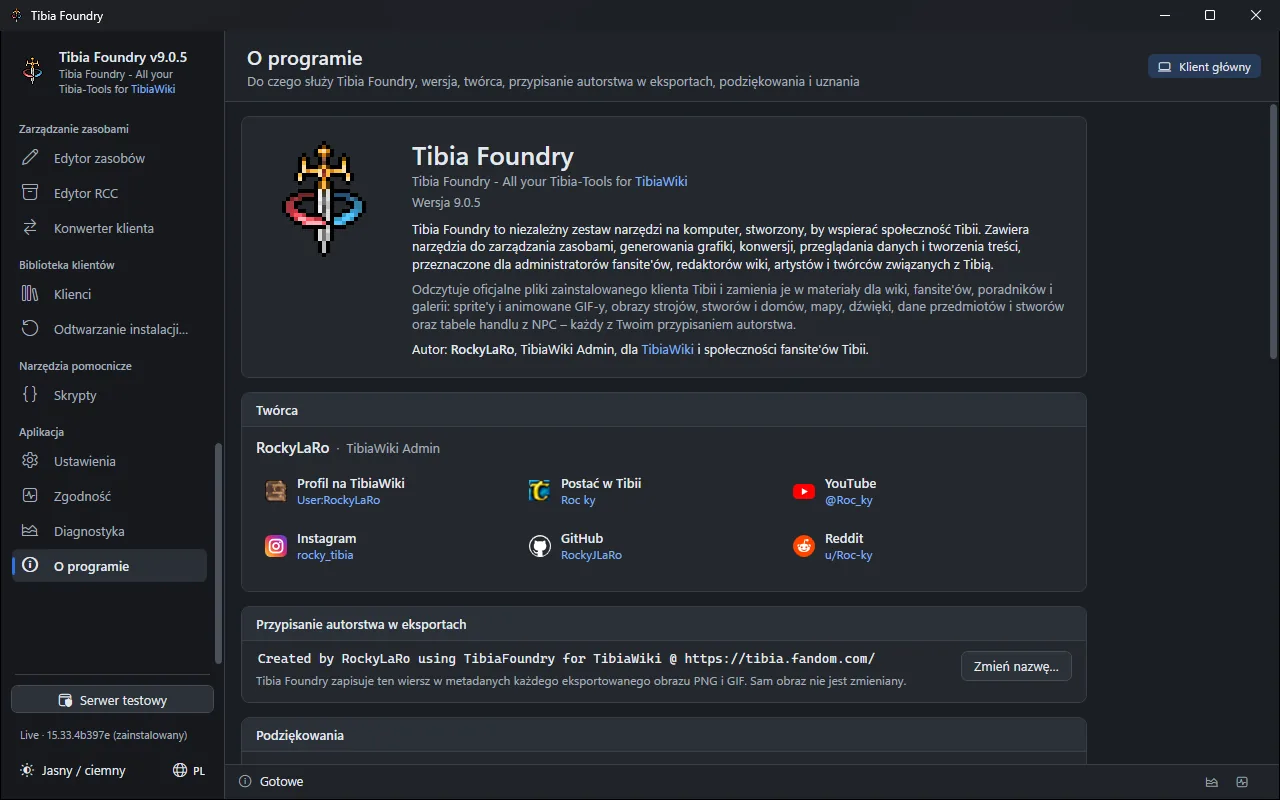 Tibia Foundry
Tibia Foundry v9.0.5
Tibia Foundry - All your
Tibia-Tools for TibiaWiki
Zarządzanie zasobami
Edytor zasobów
Edytor RCC
Konwerter klienta
Biblioteka klientów
Klienci
Odtwarzanie instalacji...
Narzędzia pomocnicze
Skrypty
Aplikacja
Ustawienia
Zgodność
Diagnostyka
O programie
Serwer testowy
Live · 15.33.4b397e (zainstalowany)
Jasny / ciemny
PL
O programie
Do czego służy Tibia Foundry, wersja, twórca, przypisanie autorstwa w eksportach, podziękowania i uznania
Klient główny
Tibia Foundry
Tibia Foundry - All your Tibia-Tools for TibiaWiki
Wersja 9.0.5
Tibia Foundry to niezależny zestaw narzędzi na komputer, stworzony, by wspierać społeczność Tibii. Zawiera
narzędzia do zarządzania zasobami, generowania grafiki, konwersji, przeglądania danych i tworzenia treści,
przeznaczone dla administratorów fansite'ów, redaktorów wiki, artystów i twórców związanych z Tibią.
Odczytuje oficjalne pliki zainstalowanego klienta Tibii i zamienia je w materiały dla wiki, fansite'ów, poradników i
galerii: sprite'y i animowane GIF-y, obrazy strojów, stworów i domów, mapy, dźwięki, dane przedmiotów i stworów
oraz tabele handlu z NPC – każdy z Twoim przypisaniem autorstwa.
Autor: RockyLaRo, TibiaWiki Admin, dla TibiaWiki i społeczności fansite'ów Tibii.
Twórca
RockyLaRo · TibiaWiki Admin
Profil na TibiaWiki
User:RockyLaRo
Postać w Tibii
Roc ky
YouTube
@Roc_ky
Instagram
rocky_tibia
GitHub
RockyJLaRo
Reddit
u/Roc-ky
Przypisanie autorstwa w eksportach
Created by RockyLaRo using TibiaFoundry for TibiaWiki @ https://tibia.fandom.com/
Tibia Foundry zapisuje ten wiersz w metadanych każdego eksportowanego obrazu PNG i GIF. Sam obraz nie jest zmieniany.
Zmień nazwę...
Podziękowania
Gotowe